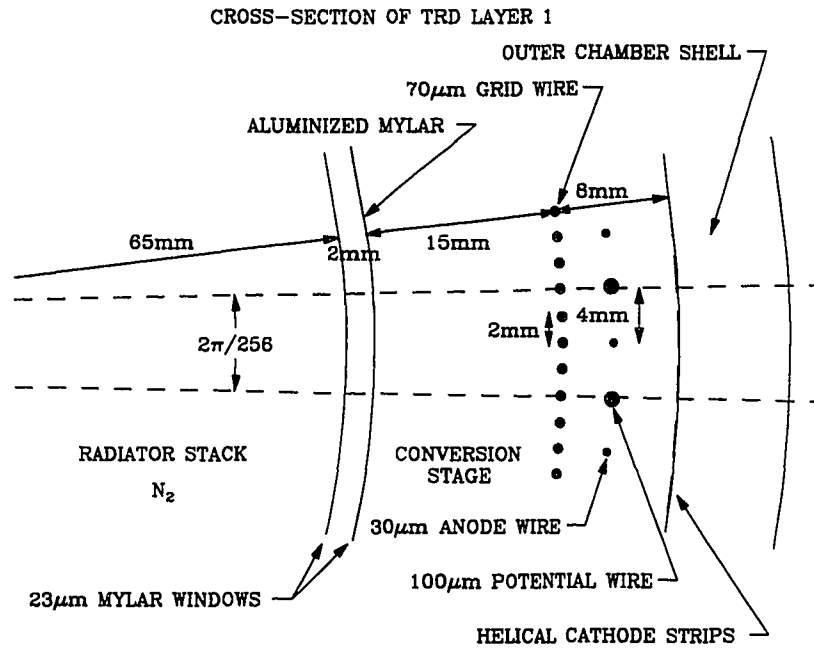 CROSS-SECTION OF TRD LAYER 1
OUTER CHAMBER SHELL
70μm GRID WIRE
ALUMINIZED MYLAR
8mm
65mm
2mm
15mm
2mm
4mm
2π/256
RADIATOR STACK
N₂
CONVERSION
STAGE
30μm ANODE WIRE
23μm MYLAR WINDOWS
100μm POTENTIAL WIRE
HELICAL CATHODE STRIPS